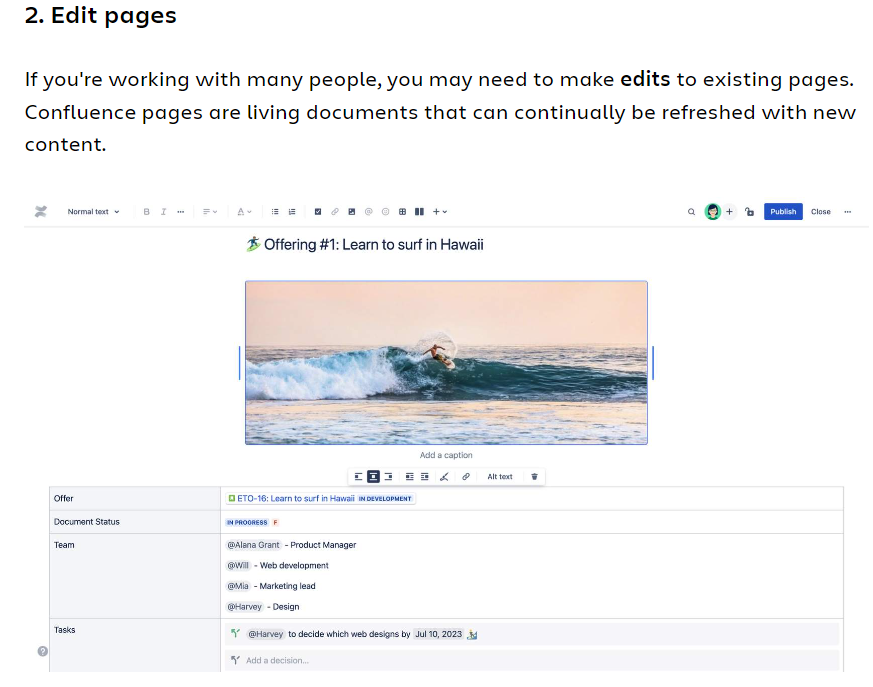 2. Edit pages
If you're working with many people, you may need to make edits to existing pages.
Confluence pages are living documents that can continually be refreshed with new
content.
Normal text
B I ... A + Publish Close ...
Offering #1: Learn to surf in Hawaii
Add a caption
Alt text
Offer ETO-16: Learn to surf in Hawaii IN DEVELOPMENT
Document Status IN PROGRESS F
Team @Alana Grant - Product Manager
@Will - Web development
@Mia - Marketing lead
@Harvey - Design
Tasks @Harvey to decide which web designs by Jul 10, 2023
Add a decision...